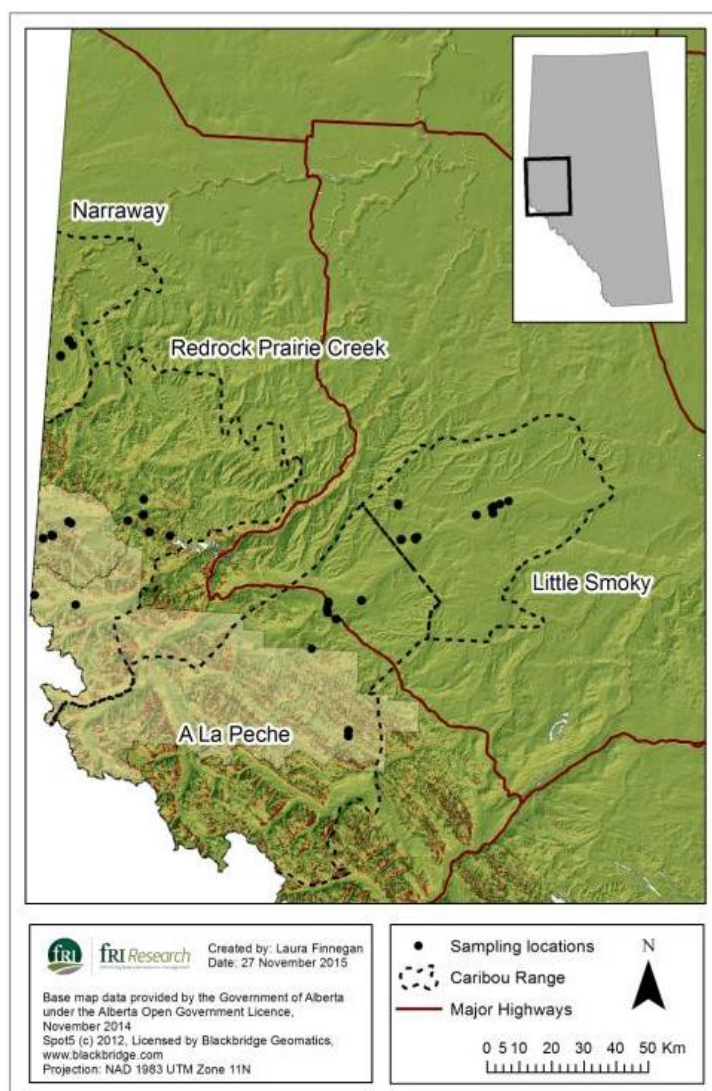 Narraway
Redrock Prairie Creek
Little Smoky
A La Peche
fRI
fRI Research
Created by: Laura Finnegan
Date: 27 November 2015
Base map data provided by the Government of Alberta
under the Alberta Open Government Licence,
November 2014
Spot5 (c) 2012, Licensed by Blackbridge Geomatics,
www.blackbridge.com
Projection: NAD 1983 UTM Zone 11N
Sampling locations
Caribou Range
Major Highways
N
0 5 10 20 30 40 50 Km